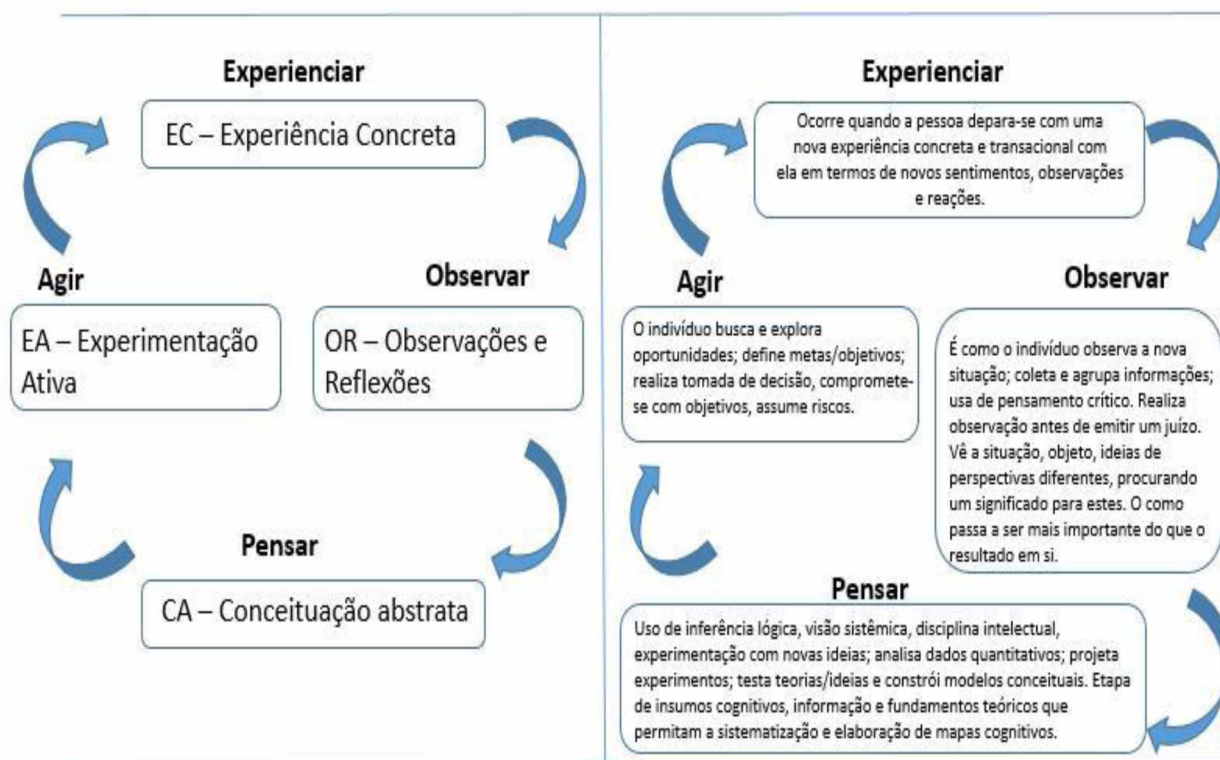 Experienciar
EC – Experiência Concreta
Agir
EA – Experimentação
Ativa
Observar
OR – Observações e
Reflexões
Pensar
CA – Conceituação abstrata
Experienciar
Ocorre quando a pessoa depara-se com uma
nova experiência concreta e transacional com
ela em termos de novos sentimentos, observações
e reações.
Agir
O indivíduo busca e explora
oportunidades; define metas/objetivos;
realiza tomada de decisão, compromete-
se com objetivos, assume riscos.
Observar
É como o indivíduo observa a nova
situação; coleta e agrupa informações;
usa de pensamento crítico. Realiza
observação antes de emitir um juízo.
Vê a situação, objeto, ideias de
perspectivas diferentes, procurando
um significado para estes. O como
passa a ser mais importante do que o
resultado em si.
Pensar
Uso de inferência lógica, visão sistêmica, disciplina intelectual,
experimentação com novas ideias; analisa dados quantitativos; projeta
experimentos; testa teorias/ideias e constrói modelos conceituais. Etapa
de insumos cognitivos, informação e fundamentos teóricos que
permitam a sistematização e elaboração de mapas cognitivos.